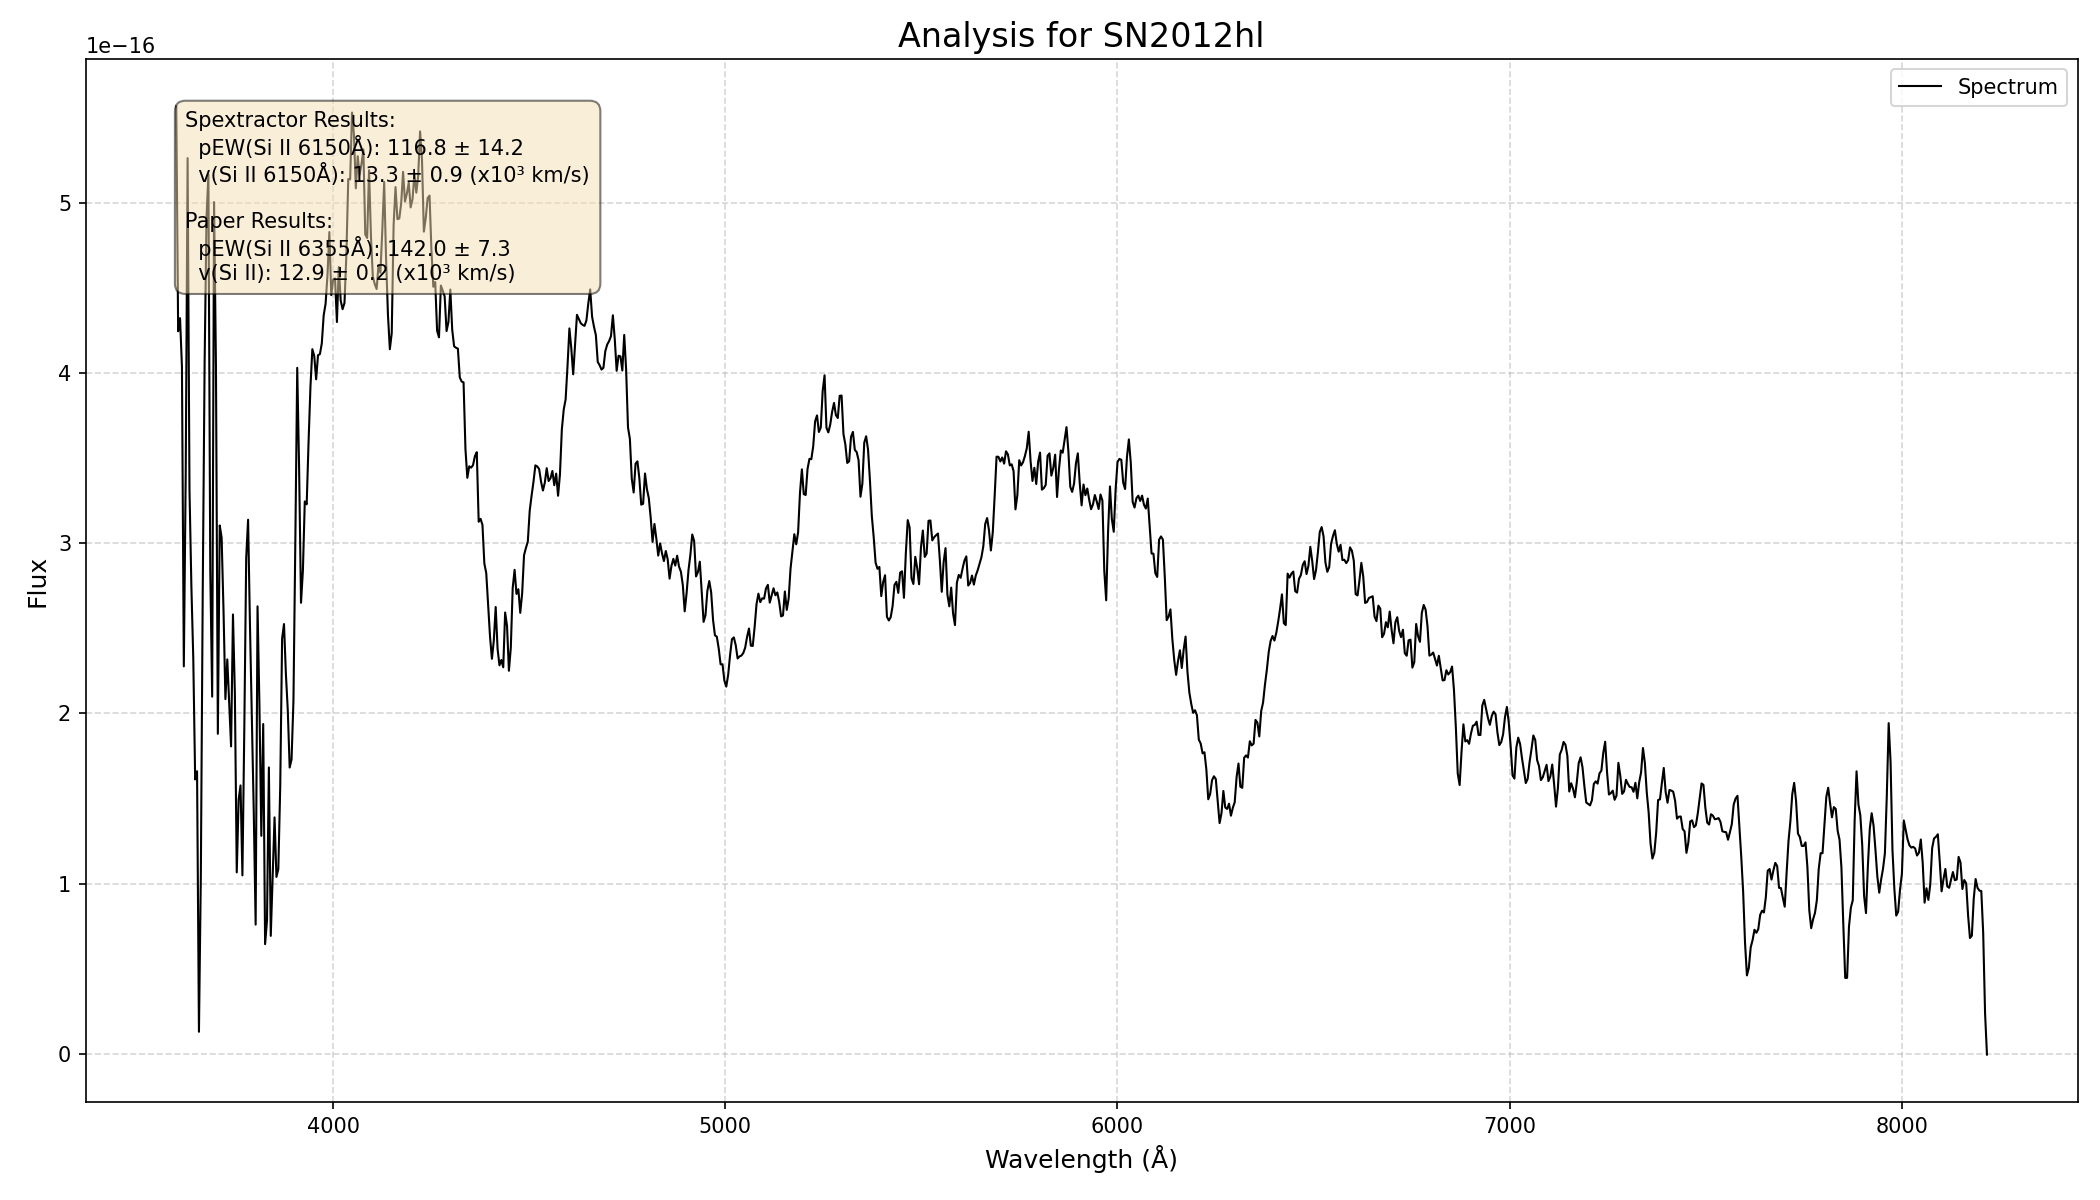 Analysis for SN2012hl
1e−16
Spectrum
Spextractor Results:
pEW(Si II 6150Å): 116.8 ± 14.2
v(Si II 6150Å): 13.3 ± 0.9 (x10³ km/s)
Paper Results:
pEW(Si II 6355Å): 142.0 ± 7.3
v(Si II): 12.9 ± 0.2 (x10³ km/s)
5
4
3
2
1
0
Flux
4000 5000 6000 7000 8000
Wavelength (Å)